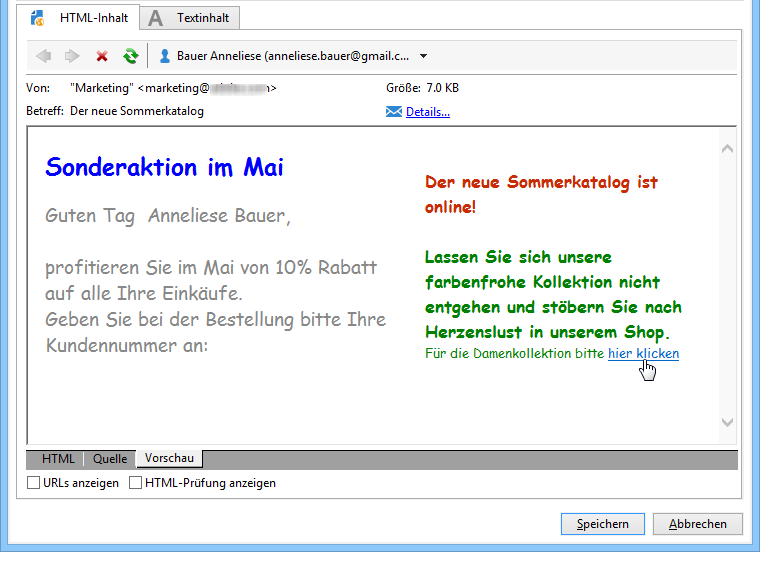 HTML-Inhalt
A Textinhalt
Bauer Anneliese (anneliese.bauer@gmail.c...
Von: "Marketing" <marketing@
Größe: 7.0 KB
Betreff: Der neue Sommerkatalog
Details...
Sonderaktion im Mai
Guten Tag Anneliese Bauer,
profitieren Sie im Mai von 10% Rabatt
auf alle Ihre Einkäufe.
Geben Sie bei der Bestellung bitte Ihre
Kundennummer an:
Der neue Sommerkatalog ist
online!
Lassen Sie sich unsere
farbenfrohe Kollektion nicht
entgehen und stöbern Sie nach
Herzenslust in unserem Shop.
Für die Damenkollektion bitte hier klicken
HTML Quelle Vorschau
URLs anzeigen HTML-Prüfung anzeigen
Speichern Abbrechen